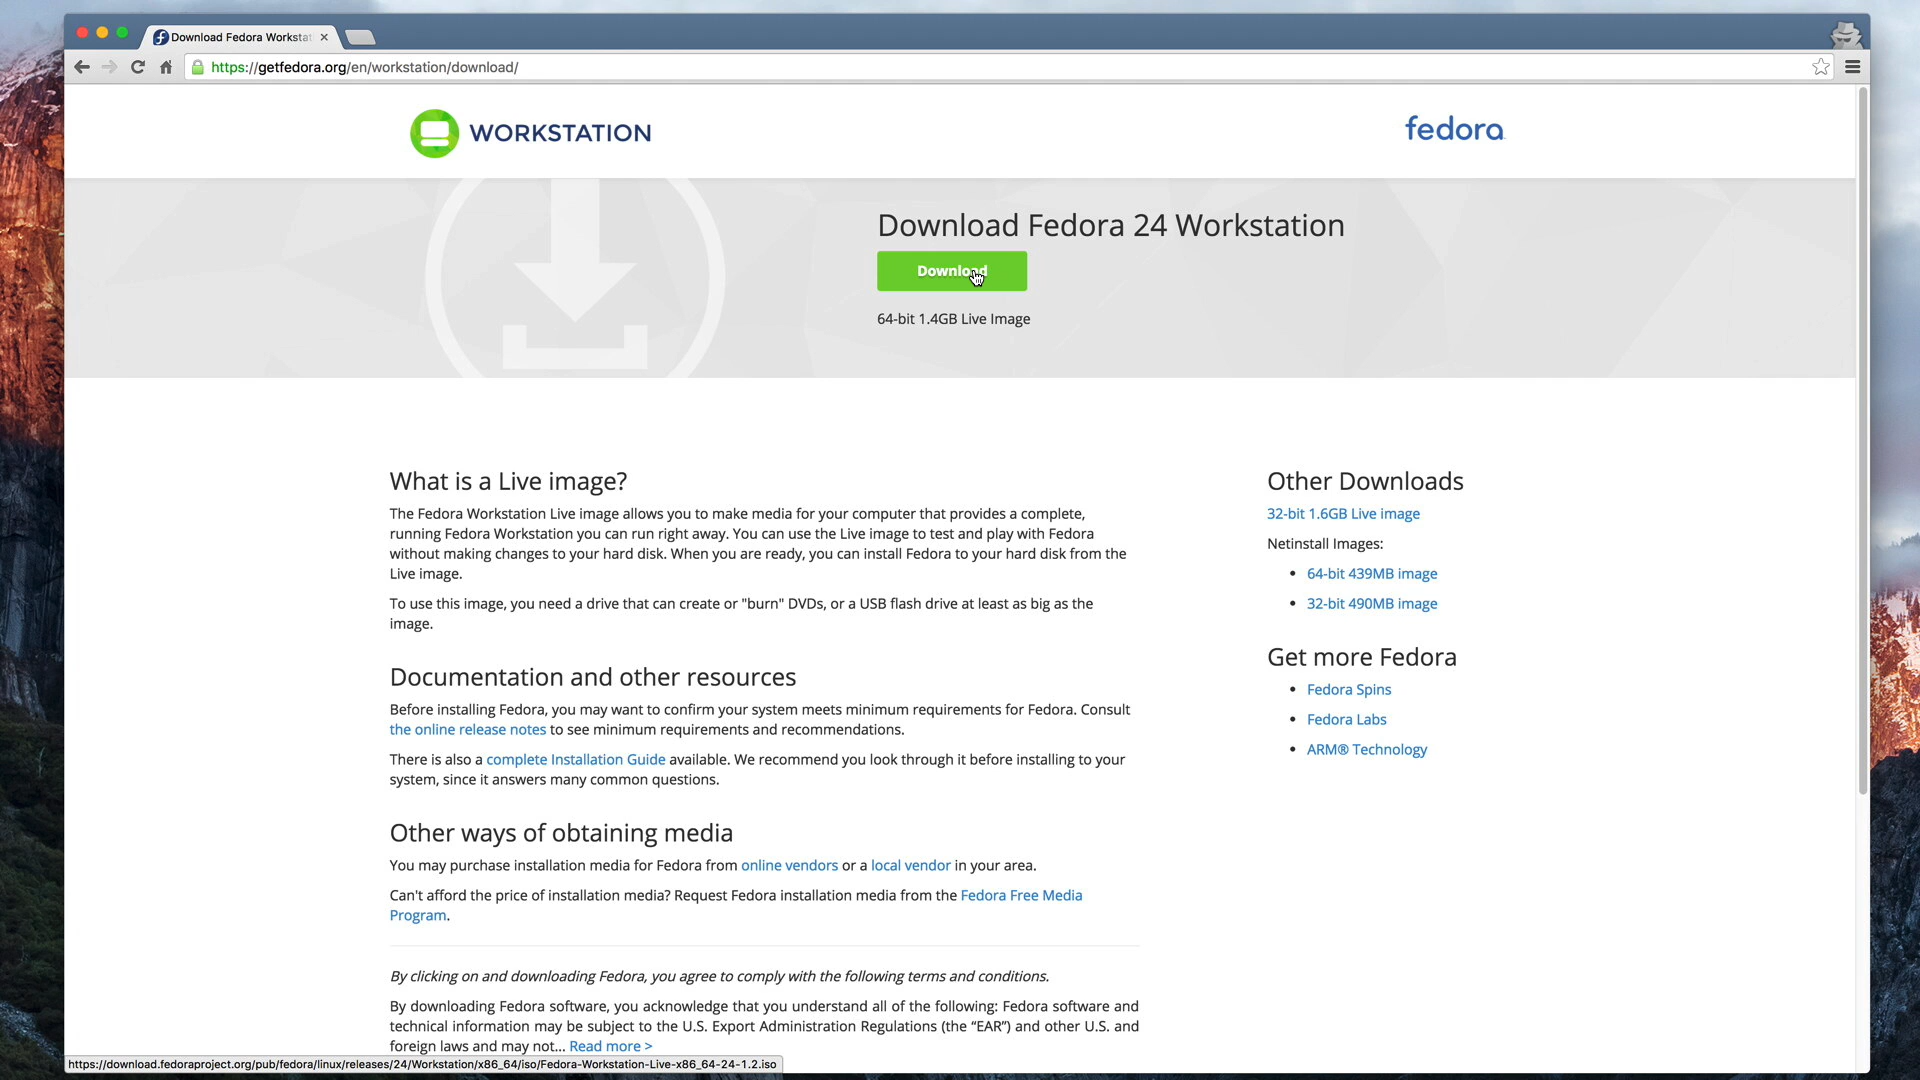 Download Fedora Worksta
https://getfedora.org/en/workstation/download/
WORKSTATION
fedora
Download Fedora 24 Workstation
Download
64-bit 1.4GB Live Image
What is a Live image?
The Fedora Workstation Live image allows you to make media for your computer that provides a complete,
running Fedora Workstation you can run right away. You can use the Live image to test and play with Fedora
without making changes to your hard disk. When you are ready, you can install Fedora to your hard disk from the
Live image.
To use this image, you need a drive that can create or "burn" DVDs, or a USB flash drive at least as big as the
image.
Documentation and other resources
Before installing Fedora, you may want to confirm your system meets minimum requirements for Fedora. Consult
the online release notes to see minimum requirements and recommendations.
There is also a complete Installation Guide available. We recommend you look through it before installing to your
system, since it answers many common questions.
Other ways of obtaining media
You may purchase installation media for Fedora from online vendors or a local vendor in your area.
Can't afford the price of installation media? Request Fedora installation media from the Fedora Free Media
Program.
By clicking on and downloading Fedora, you agree to comply with the following terms and conditions.
By downloading Fedora software, you acknowledge that you understand all of the following: Fedora software and
technical information may be subject to the U.S. Export Administration Regulations (the “EAR”) and other U.S. and
foreign laws and may not... Read more >
Other Downloads
32-bit 1.6GB Live image
Netinstall Images:
• 64-bit 439MB image
• 32-bit 490MB image
Get more Fedora
• Fedora Spins
• Fedora Labs
• ARM® Technology
https://download.fedoraproject.org/pub/fedora/linux/releases/24/Workstation/x86_64/iso/Fedora-Workstation-Live-x86_64-24-1.2.iso